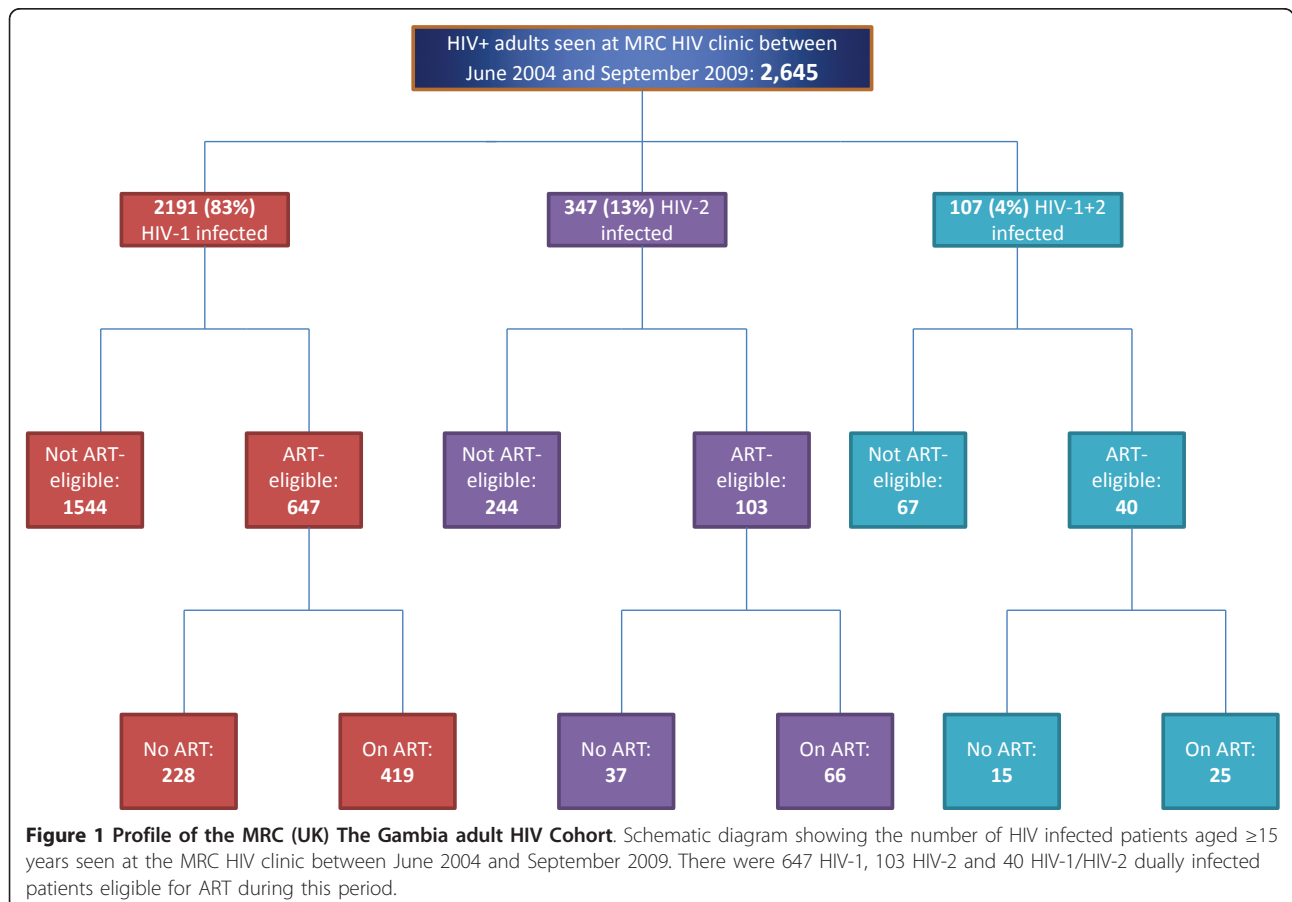 HIV+ adults seen at MRC HIV clinic between
June 2004 and September 2009: 2,645
2191 (83%)
HIV-1 infected
347 (13%) HIV-2
infected
107 (4%) HIV-1+2
infected
Not ART-
eligible:
1544
ART-
eligible:
647
Not ART-
eligible:
244
ART-
eligible:
103
Not ART-
eligible:
67
ART-
eligible:
40
No ART:
228
On ART:
419
No ART:
37
On ART:
66
No ART:
15
On ART:
25
Figure 1 Profile of the MRC (UK) The Gambia adult HIV Cohort. Schematic diagram showing the number of HIV infected patients aged ≥15
years seen at the MRC HIV clinic between June 2004 and September 2009. There were 647 HIV-1, 103 HIV-2 and 40 HIV-1/HIV-2 dually infected
patients eligible for ART during this period.